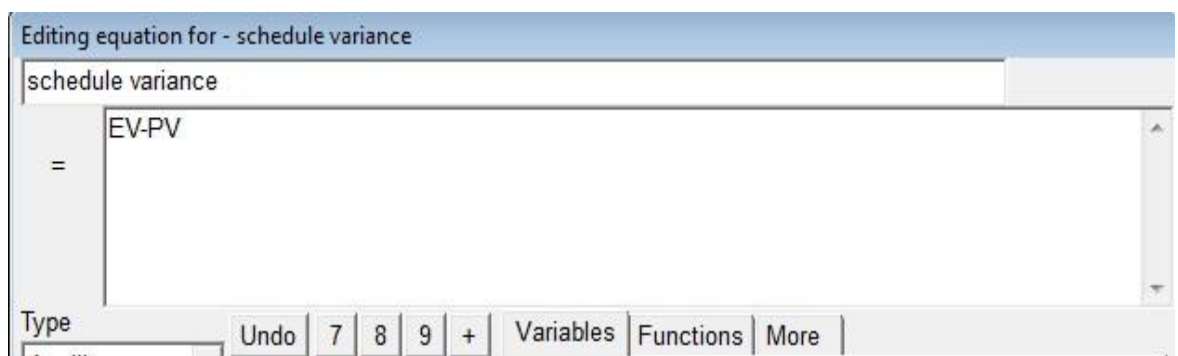 Editing equation for - schedule variance
schedule variance
EV-PV
=
Type
Undo 7 8 9 + Variables Functions More